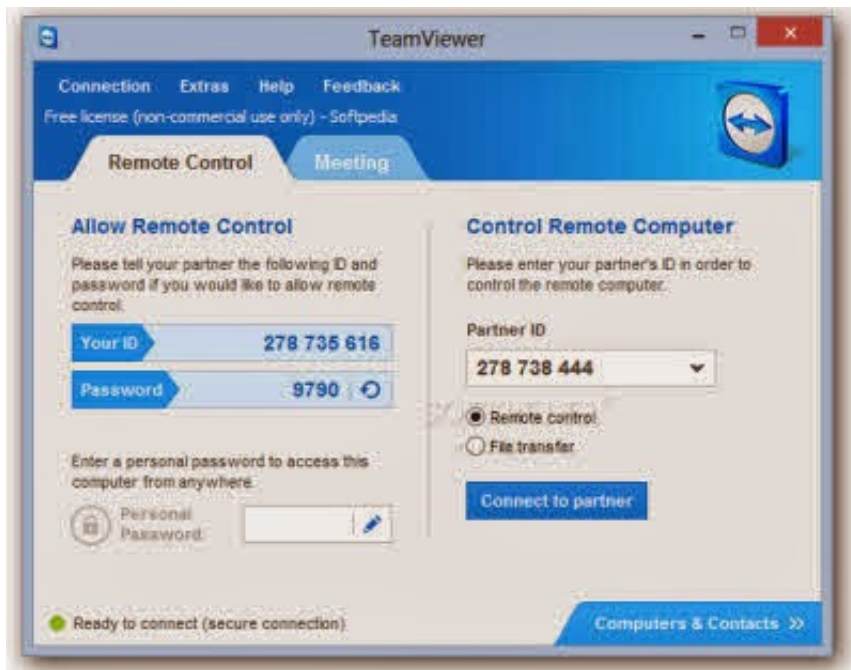 TeamViewer
Connection Extras Help Feedback
Free license (non-commercial use only) - Softpedia
Remote Control Meeting
Allow Remote Control
Please tell your partner the following ID and
password if you would like to allow remote
control.
Your ID 278 735 616
Password 9790
Enter a personal password to access this
computer from anywhere.
Personal
Password
Control Remote Computer
Please enter your partner's ID in order to
control the remote computer.
Partner ID
278 738 444
Remote control
File transfer
Connect to partner
Ready to connect (secure connection)
Computers & Contacts »